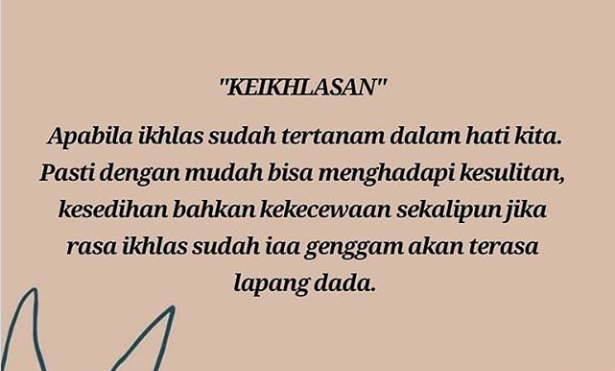 "KEIKHLASAN"
Apabila ikhlas sudah tertanam dalam hati kita.
Pasti dengan mudah bisa menghadapi kesulitan,
kesedihan bahkan kekecewaan sekalipun jika
rasa ikhlas sudah iaa genggam akan terasa
lapang dada.